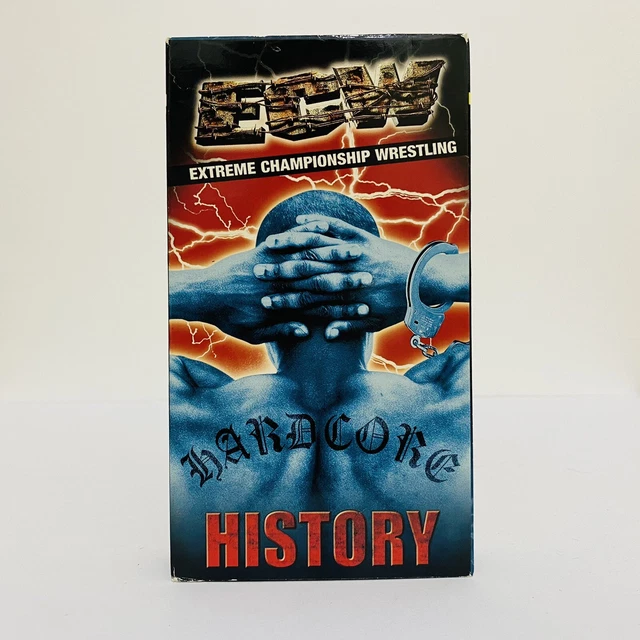 ECW
EXTREME CHAMPIONSHIP WRESTLING
HARDCORE
HISTORY